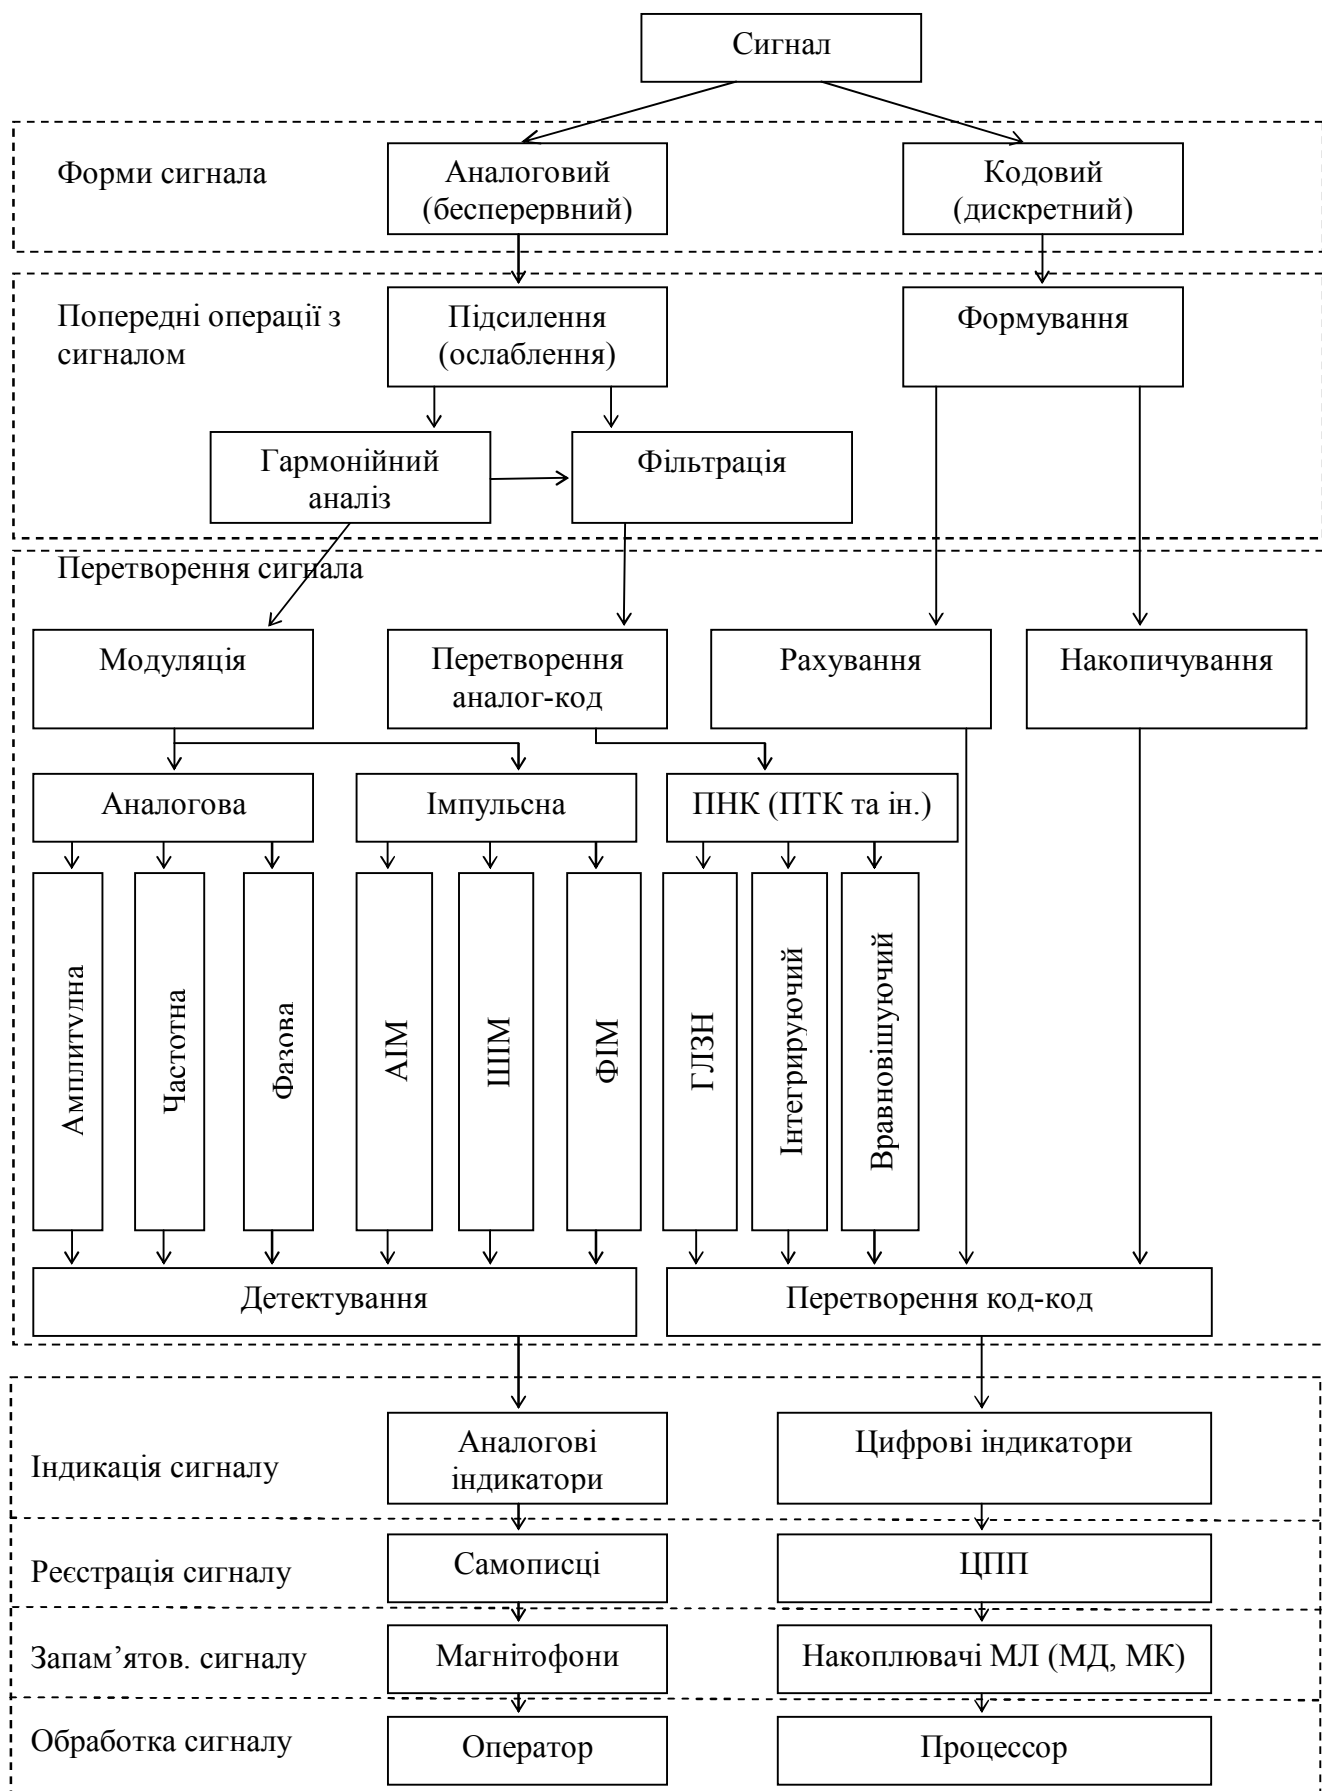 Сигнал
Форми сигнала
Аналоговий
(бесперервний)
Кодовий
(дискретний)
Попередні операції з
сигналом
Підсилення
(ослаблення)
Формування
Гармонійний
аналіз
Фільтрація
Перетворення сигнала
Модуляція
Перетворення
аналог-код
Рахування
Накопичування
Аналогова
Імпульсна
ПНК (ПТК та ін.)
Амплитудна
Частотна
Фазова
АІМ
ШІМ
ФІМ
ГЛЗН
Інтегрируючий
Вравновішуючий
Детектування
Перетворення код-код
Індикація сигналу
Аналогові
індикатори
Цифрові індикатори
Реєстрація сигналу
Самописці
ЦПП
Запам’ятов. сигналу
Магнітофони
Накоплювачі МЛ (МД, МК)
Обработка сигналу
Оператор
Процессор